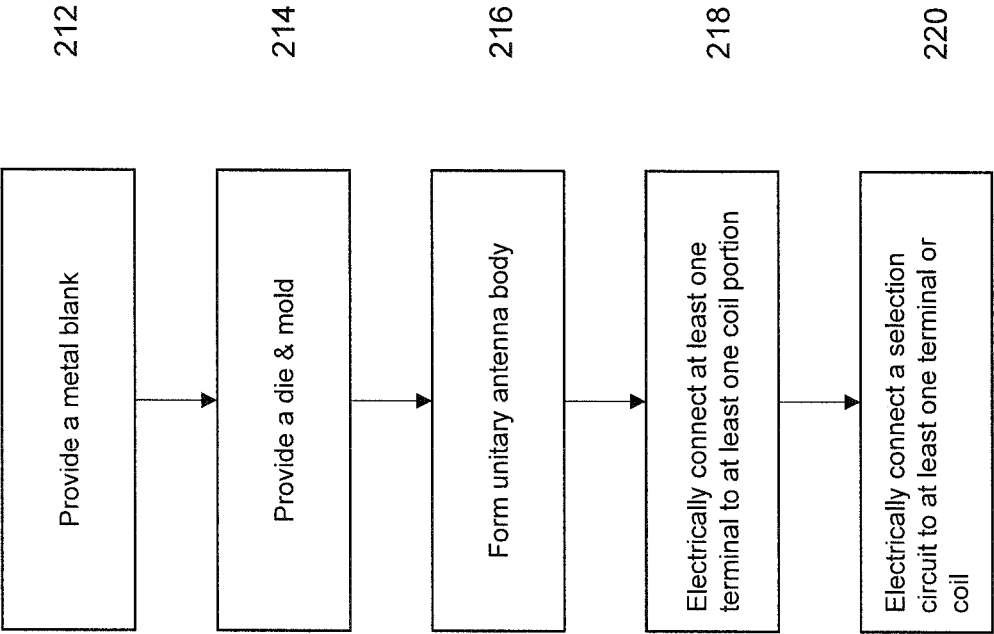 Provide a metal blank
212
Provide a die & mold
214
Form unitary antenna body
216
Electrically connect at least one
terminal to at least one coil portion
218
Electrically connect a selection
circuit to at least one terminal or
coil
220